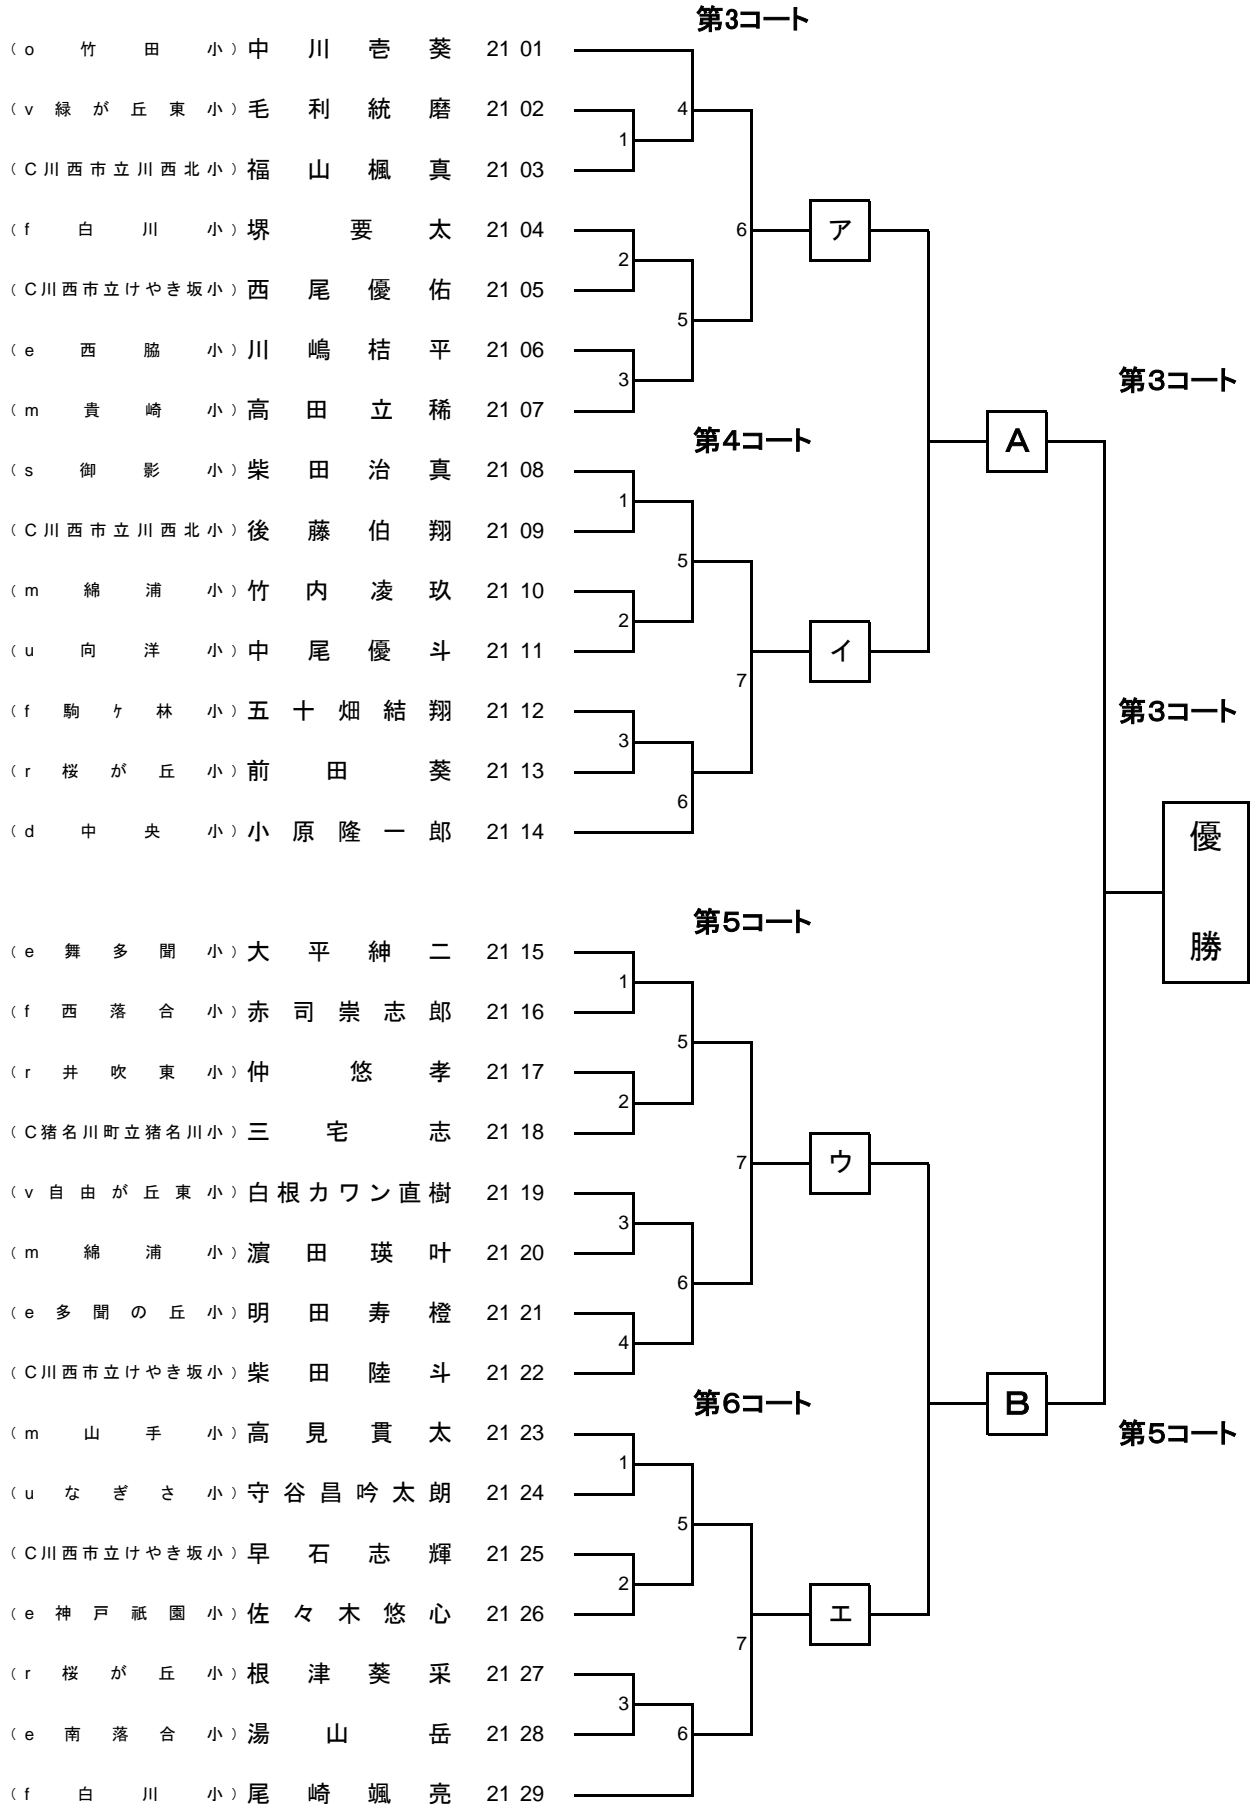 第3コート
（o 竹田小）中川壱葵 21 01
（v 緑が丘東小）毛利統磨 21 02
4
1
（C川西市立川西北小）福山楓真 21 03
（f 白川小）堺要太 21 04
6
ア
2
（C川西市立けやき坂小）西尾優佑 21 05
5
（e 西脇小）川嶋桔平 21 06
3
第3コート
（m 貴崎小）高田立稀 21 07
第4コート
A
（s 御影小）柴田治真 21 08
1
（C川西市立川西北小）後藤伯翔 21 09
5
（m 綿浦小）竹内凌玖 21 10
2
（u 向洋小）中尾優斗 21 11
イ
7
（f 駒ヶ林小）五十畑結翔 21 12
第3コート
3
（r 桜が丘小）前田葵 21 13
6
（d 中央小）小原隆一郎 21 14
優勝
第5コート
（e 舞多聞小）大平紳二 21 15
1
（f 西落合小）赤司崇志郎 21 16
5
（r 井吹東小）仲悠孝 21 17
2
（C猪名川町立猪名川小）三宅志 21 18
7
ウ
（v 自由が丘東小）白根カワン直樹 21 19
3
（m 綿浦小）濵田瑛叶 21 20
6
（e 多聞の丘小）明田寿橙 21 21
4
（C川西市立けやき坂小）柴田陸斗 21 22
第6コート
B
（m 山手小）高見貫太 21 23
第5コート
1
（u なぎさ小）守谷昌吟太朗 21 24
5
（C川西市立けやき坂小）早石志輝 21 25
2
（e 神戸祇園小）佐々木悠心 21 26
エ
7
（r 桜が丘小）根津葵采 21 27
3
（e 南落合小）湯山岳 21 28
6
（f 白川小）尾崎颯亮 21 29